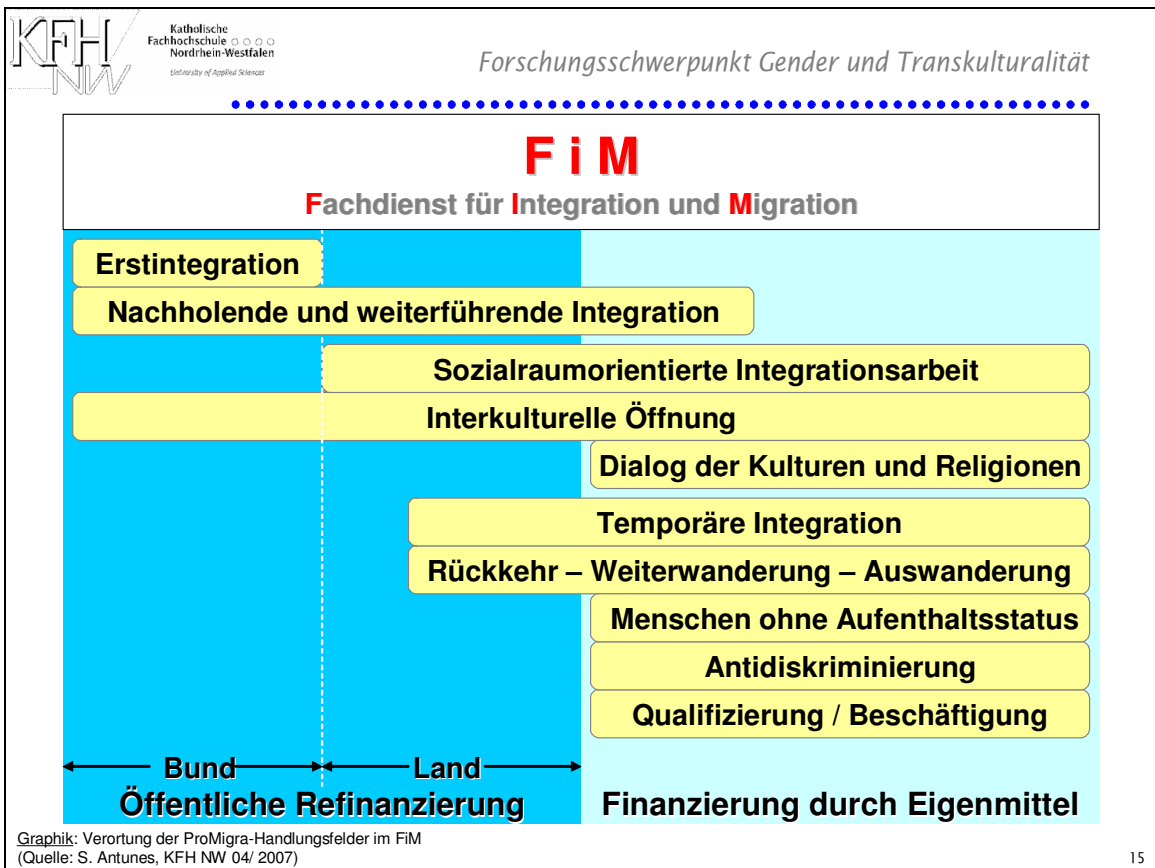 KFH
NW
Katholische
Fachhochschule
Nordrhein-Westfalen
University of Applied Sciences
Forschungsschwerpunkt Gender und Transkulturalität
F i M
Fachdienst für Integration und Migration
Erstintegration
Nachholende und weiterführende Integration
Sozialraumorientierte Integrationsarbeit
Interkulturelle Öffnung
Dialog der Kulturen und Religionen
Temporäre Integration
Rückkehr – Weiterwanderung – Auswanderung
Menschen ohne Aufenthaltsstatus
Antidiskriminierung
Qualifizierung / Beschäftigung
Bund Land
Öffentliche Refinanzierung Finanzierung durch Eigenmittel
Graphik: Verortung der ProMigra-Handlungsfelder im FiM
(Quelle: S. Antunes, KFH NW 04/ 2007)
15